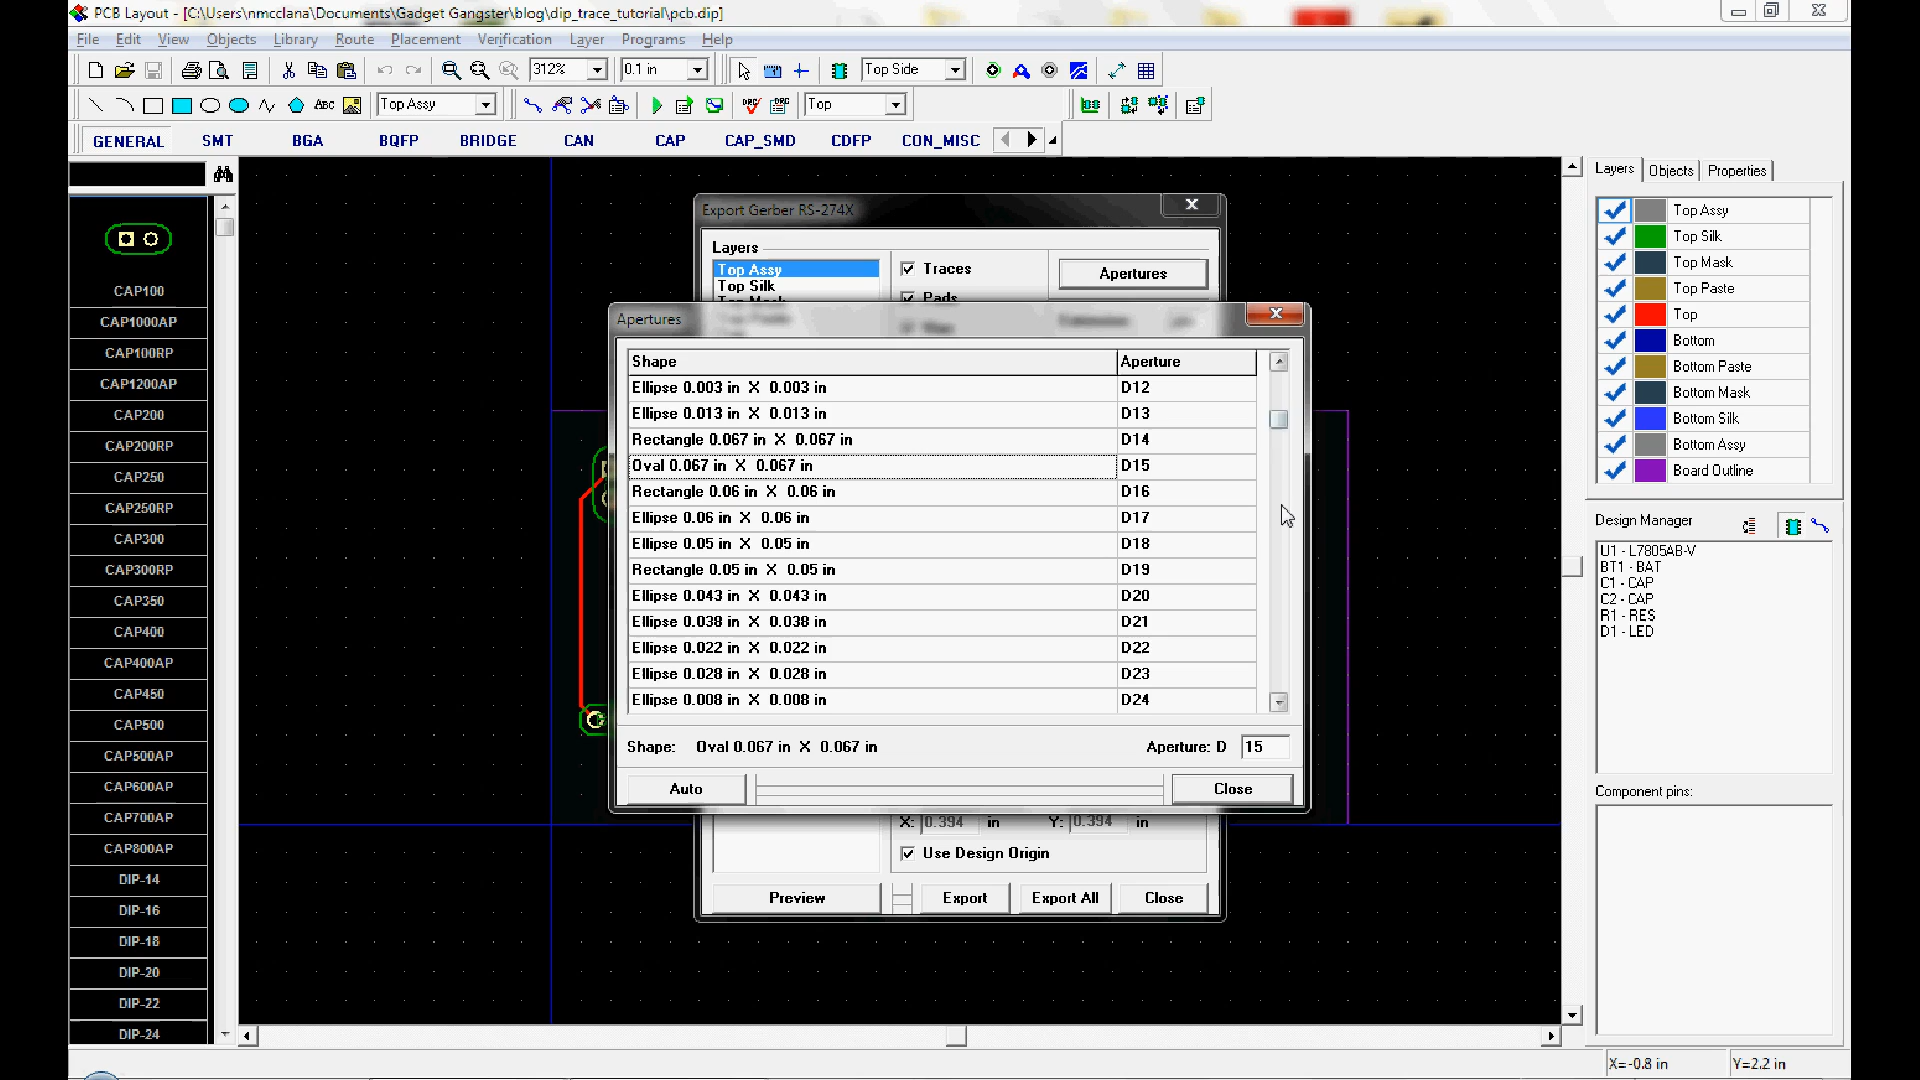 PCB Layout - [C:\Users\nmcclana\Documents\Gadget Gangster\blog\dip_trace_tutorial\pcb.dip]
File Edit View Objects Library Route Placement Verification Layer Programs Help
312% 0.1 in Top Side
ABC Top Assy DRC DRC Top
GENERAL SMT BGA BQFP BRIDGE CAN CAP CAP_SMD CDFP CON_MISC
CAP100
CAP1000AP
CAP100RP
CAP1200AP
CAP200
CAP200RP
CAP250
CAP250RP
CAP300
CAP300RP
CAP350
CAP400
CAP400AP
CAP450
CAP500
CAP500AP
CAP600AP
CAP700AP
CAP800AP
DIP-14
DIP-16
DIP-18
DIP-20
DIP-22
DIP-24
Export Gerber RS-274X
Layers
Top Assy
Top Silk
Top Mask
Traces
Pads
Apertures
Apertures
Shape Aperture
Ellipse 0.003 in X 0.003 in D12
Ellipse 0.013 in X 0.013 in D13
Rectangle 0.067 in X 0.067 in D14
Oval 0.067 in X 0.067 in D15
Rectangle 0.06 in X 0.06 in D16
Ellipse 0.06 in X 0.06 in D17
Ellipse 0.05 in X 0.05 in D18
Rectangle 0.05 in X 0.05 in D19
Ellipse 0.043 in X 0.043 in D20
Ellipse 0.038 in X 0.038 in D21
Ellipse 0.022 in X 0.022 in D22
Ellipse 0.028 in X 0.028 in D23
Ellipse 0.008 in X 0.008 in D24
Shape: Oval 0.067 in X 0.067 in Aperture: D 15
Auto Close
X: 0.394 in Y: 0.394 in
Use Design Origin
Preview Export Export All Close
Layers Objects Properties
Top Assy
Top Silk
Top Mask
Top Paste
Top
Bottom
Bottom Paste
Bottom Mask
Bottom Silk
Bottom Assy
Board Outline
Design Manager
U1 - L7805AB-V
BT1 - BAT
C1 - CAP
C2 - CAP
R1 - RES
D1 - LED
Component pins:
X=-0.8 in Y=2.2 in